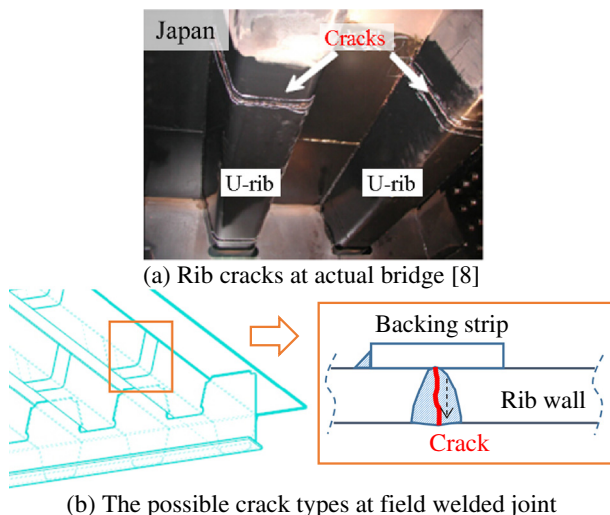 Japan
Cracks
U-rib
U-rib
(a) Rib cracks at actual bridge [8]
Backing strip
Rib wall
Crack
(b) The possible crack types at field welded joint